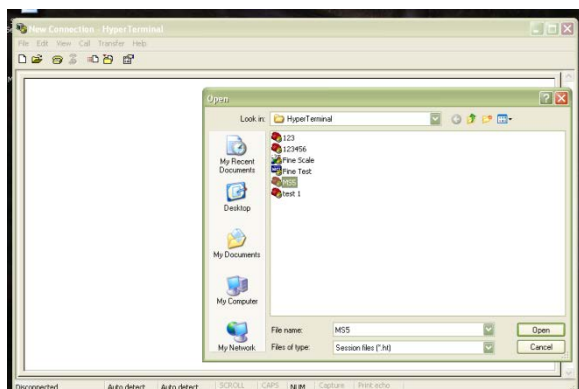 New Connection - HyperTerminal
File Edit View Call Transfer Help
Open
Look in: HyperTerminal
123
123456
Fine Scale
Fine Test
MS5
test 1
My Recent Documents
Desktop
My Documents
My Computer
My Network
File name: MS5 Open
Files of type: Session files (*.ht) Cancel
Disconnected Auto detect Auto detect SCROLL CAPS NUM Capture Print echo